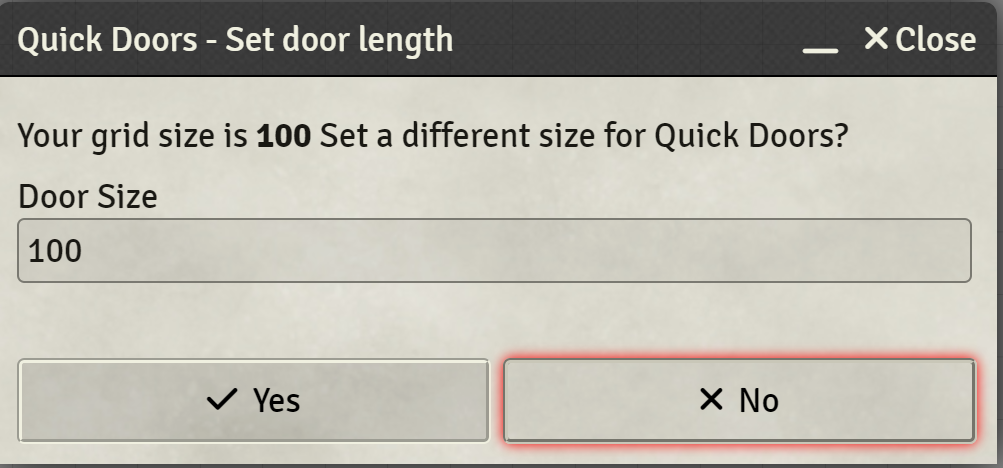 Quick Doors - Set door length
Close
Your grid size is 100 Set a different size for Quick Doors?
Door Size
100
Yes
No